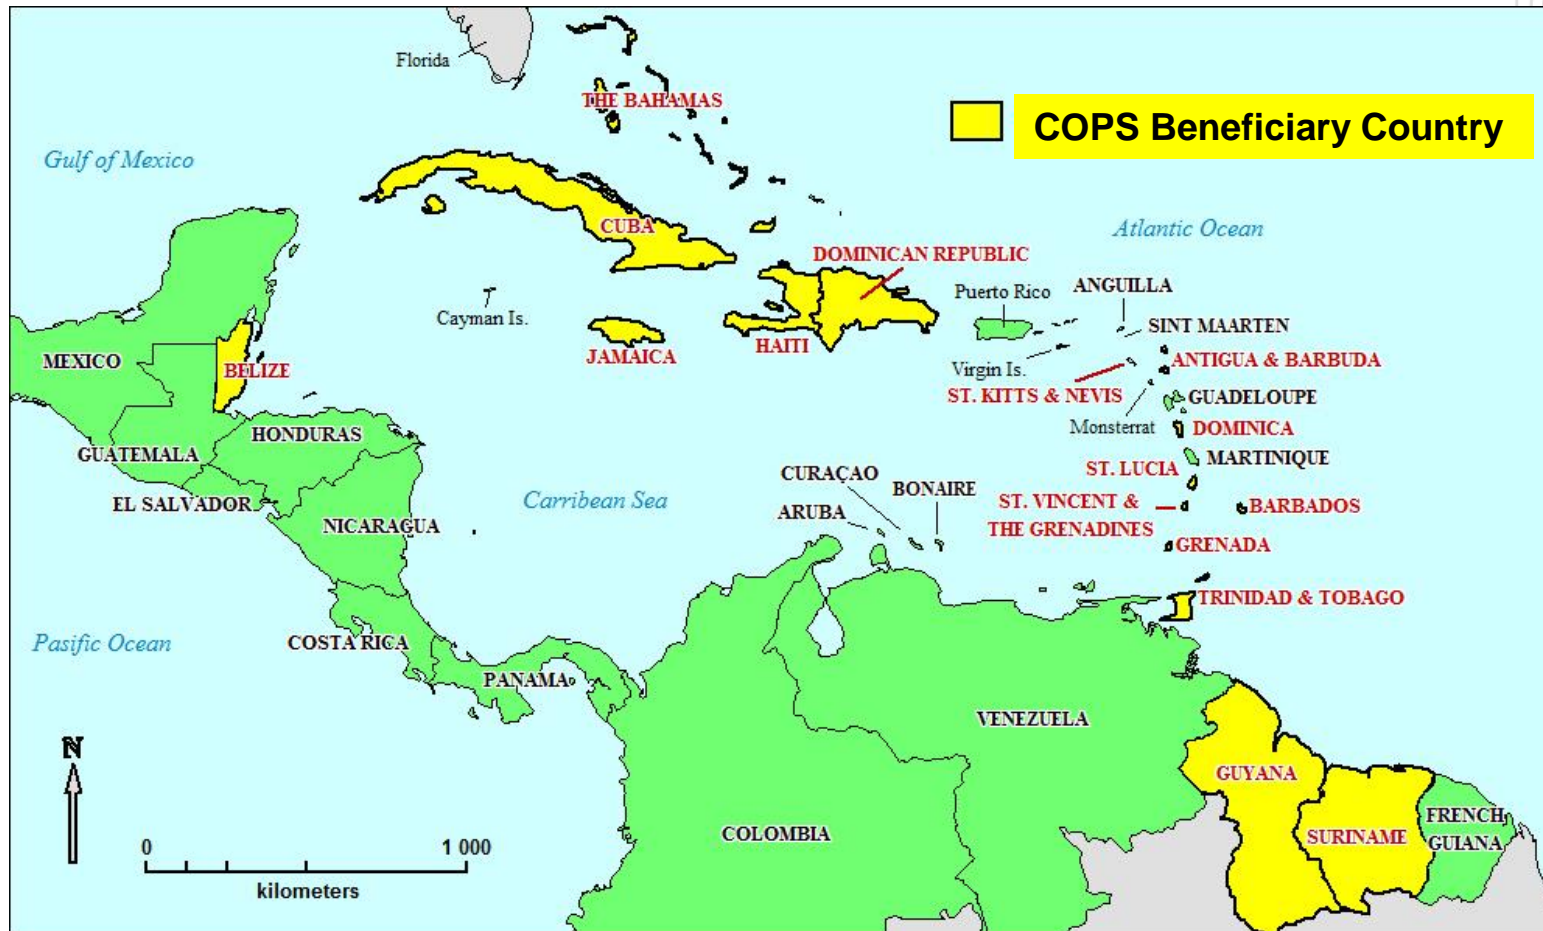 Florida
THE BAHAMAS
COPS Beneficiary Country
Gulf of Mexico
CUBA
Atlantic Ocean
DOMINICAN REPUBLIC
Puerto Rico
ANGUILLA
Cayman Is.
SINT MAARTEN
MEXICO
BELIZE
JAMAICA
HAITI
Virgin Is.
ANTIGUA & BARBUDA
ST. KITTS & NEVIS
GUADELOUPE
Monsterrat
DOMINICA
HONDURAS
GUATEMALA
MARTINIQUE
ST. LUCIA
CURAÇAO
BONAIRE
EL SALVADOR
NICARAGUA
Carribean Sea
ARUBA
ST. VINCENT &
THE GRENADINES
BARBADOS
GRENADA
TRINIDAD & TOBAGO
Pasific Ocean
COSTA RICA
PANAMA
VENEZUELA
N
GUYANA
COLOMBIA
SURINAME
FRENCH
GUIANA
0 1 000
kilometers